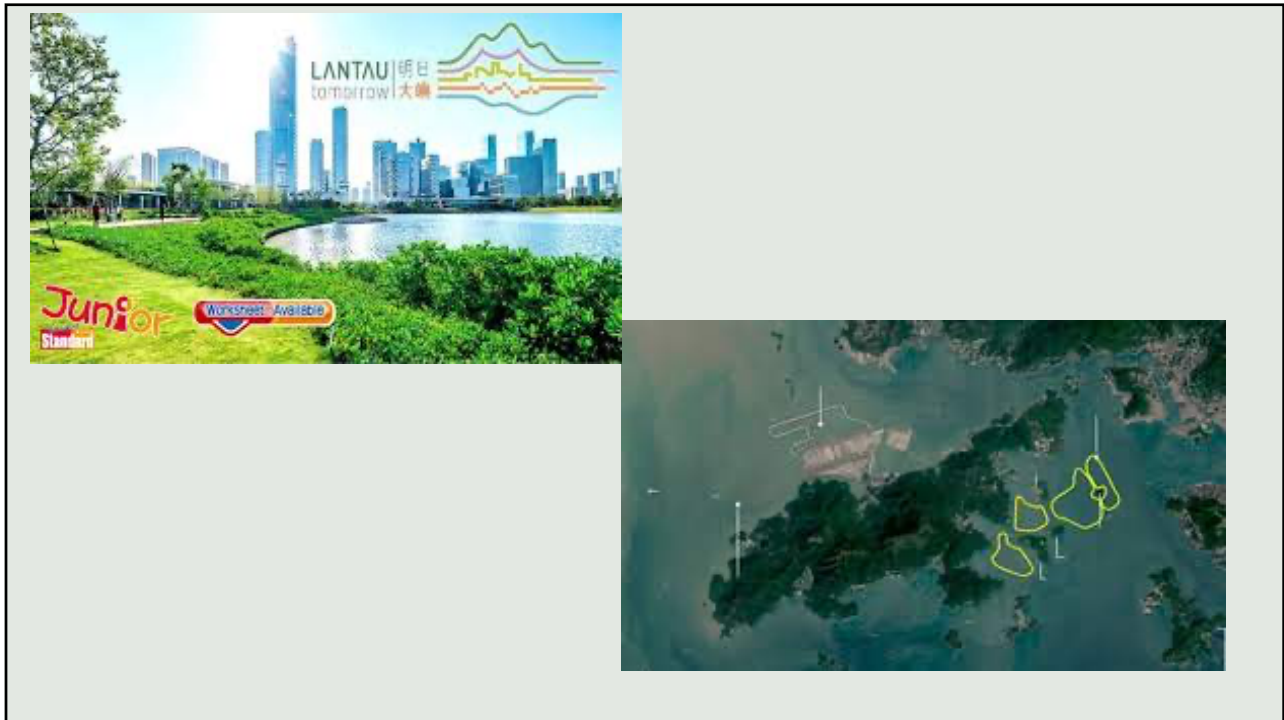 LANTAU 明日
tomorrow 大嶼
Junior
Standard
Worksheet Available
L
L